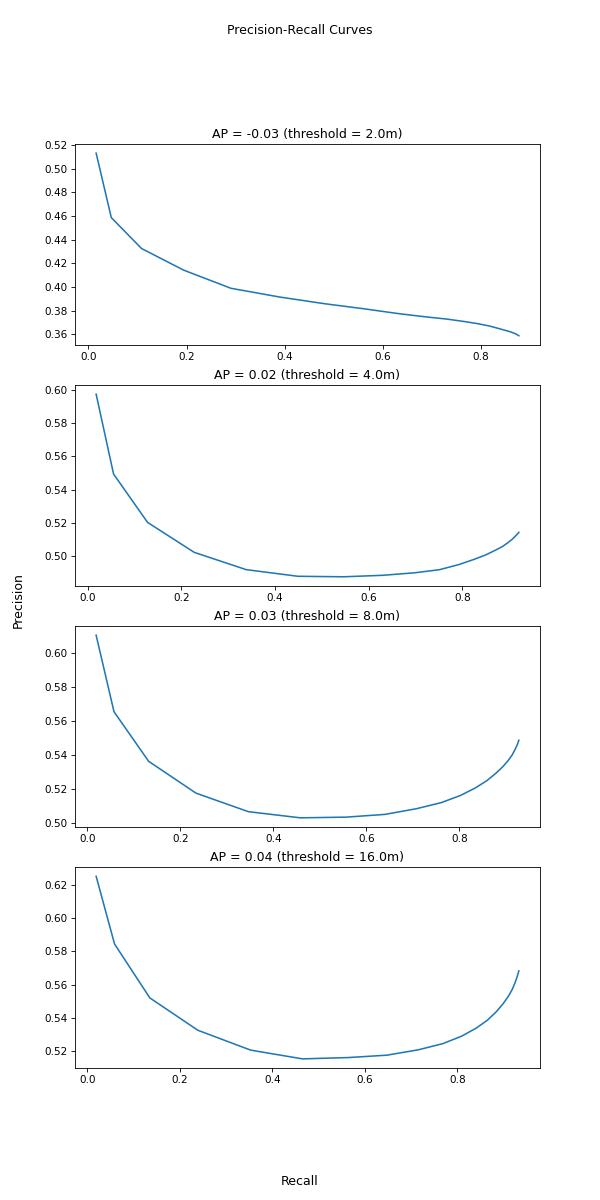 Precision-Recall Curves
AP = -0.03 (threshold = 2.0m)
0.52
0.50
0.48
0.46
0.44
0.42
0.40
0.38
0.36
0.0 0.2 0.4 0.6 0.8
AP = 0.02 (threshold = 4.0m)
0.60
0.58
0.56
0.54
0.52
0.50
0.0 0.2 0.4 0.6 0.8
Precision
AP = 0.03 (threshold = 8.0m)
0.60
0.58
0.56
0.54
0.52
0.50
0.0 0.2 0.4 0.6 0.8
AP = 0.04 (threshold = 16.0m)
0.62
0.60
0.58
0.56
0.54
0.52
0.0 0.2 0.4 0.6 0.8
Recall